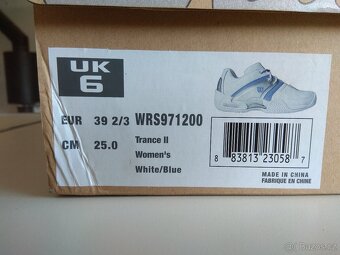 UK
6
EUR 39 2/3 WRS971200
CM 25.0 Trance II
Women's
White/Blue
8 83813 23058 7
MADE IN CHINA
FABRIQUE EN CHINE